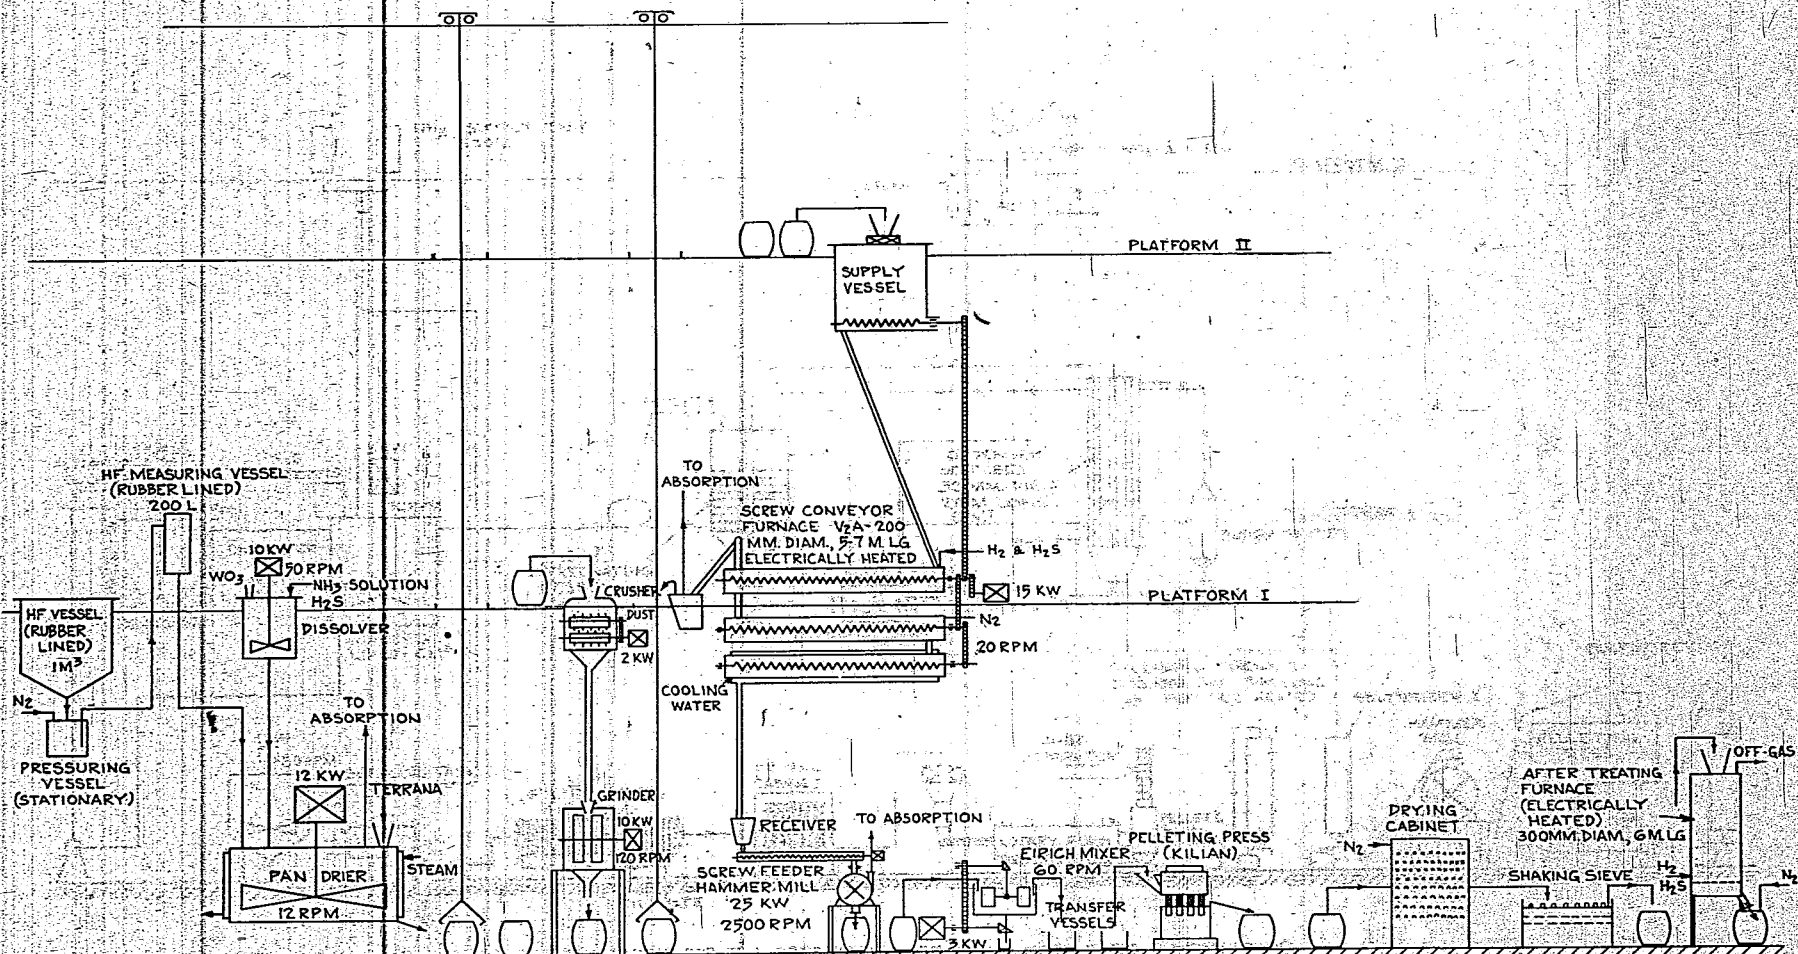 PLATFORM II
SUPPLY
VESSEL
HF MEASURING VESSEL
(RUBBER LINED)
200 L
TO
ABSORPTION
SCREW CONVEYOR
FURNACE V2A-200
MM. DIAM., 5-7 M. LG
ELECTRICALLY HEATED
H2 & H2S
10 KW
50 RPM
WO3
NH3 SOLUTION
H2S
DISSOLVER
CRUSHER
DUST
2 KW
15 KW
PLATFORM I
N2
20 RPM
HF VESSEL
(RUBBER
LINED)
1M3
N2
COOLING
WATER
TO
ABSORPTION
PRESSURING
VESSEL
(STATIONARY)
12 KW
TERRANA
STEAM
PAN DRIER
12 RPM
GRINDER
10 KW
120 RPM
RECEIVER
TO ABSORPTION
SCREW FEEDER
HAMMER MILL
25 KW
2500 RPM
EIRICH MIXER
60 RPM
3 KW
TRANSFER
VESSELS
PELLETING PRESS
(KILIAN)
DRYING
CABINET
N2
SHAKING SIEVE
AFTER TREATING
FURNACE
(ELECTRICALLY
HEATED)
300MM. DIAM, 6 M. LG
OFF-GAS
H2
H2S
N2